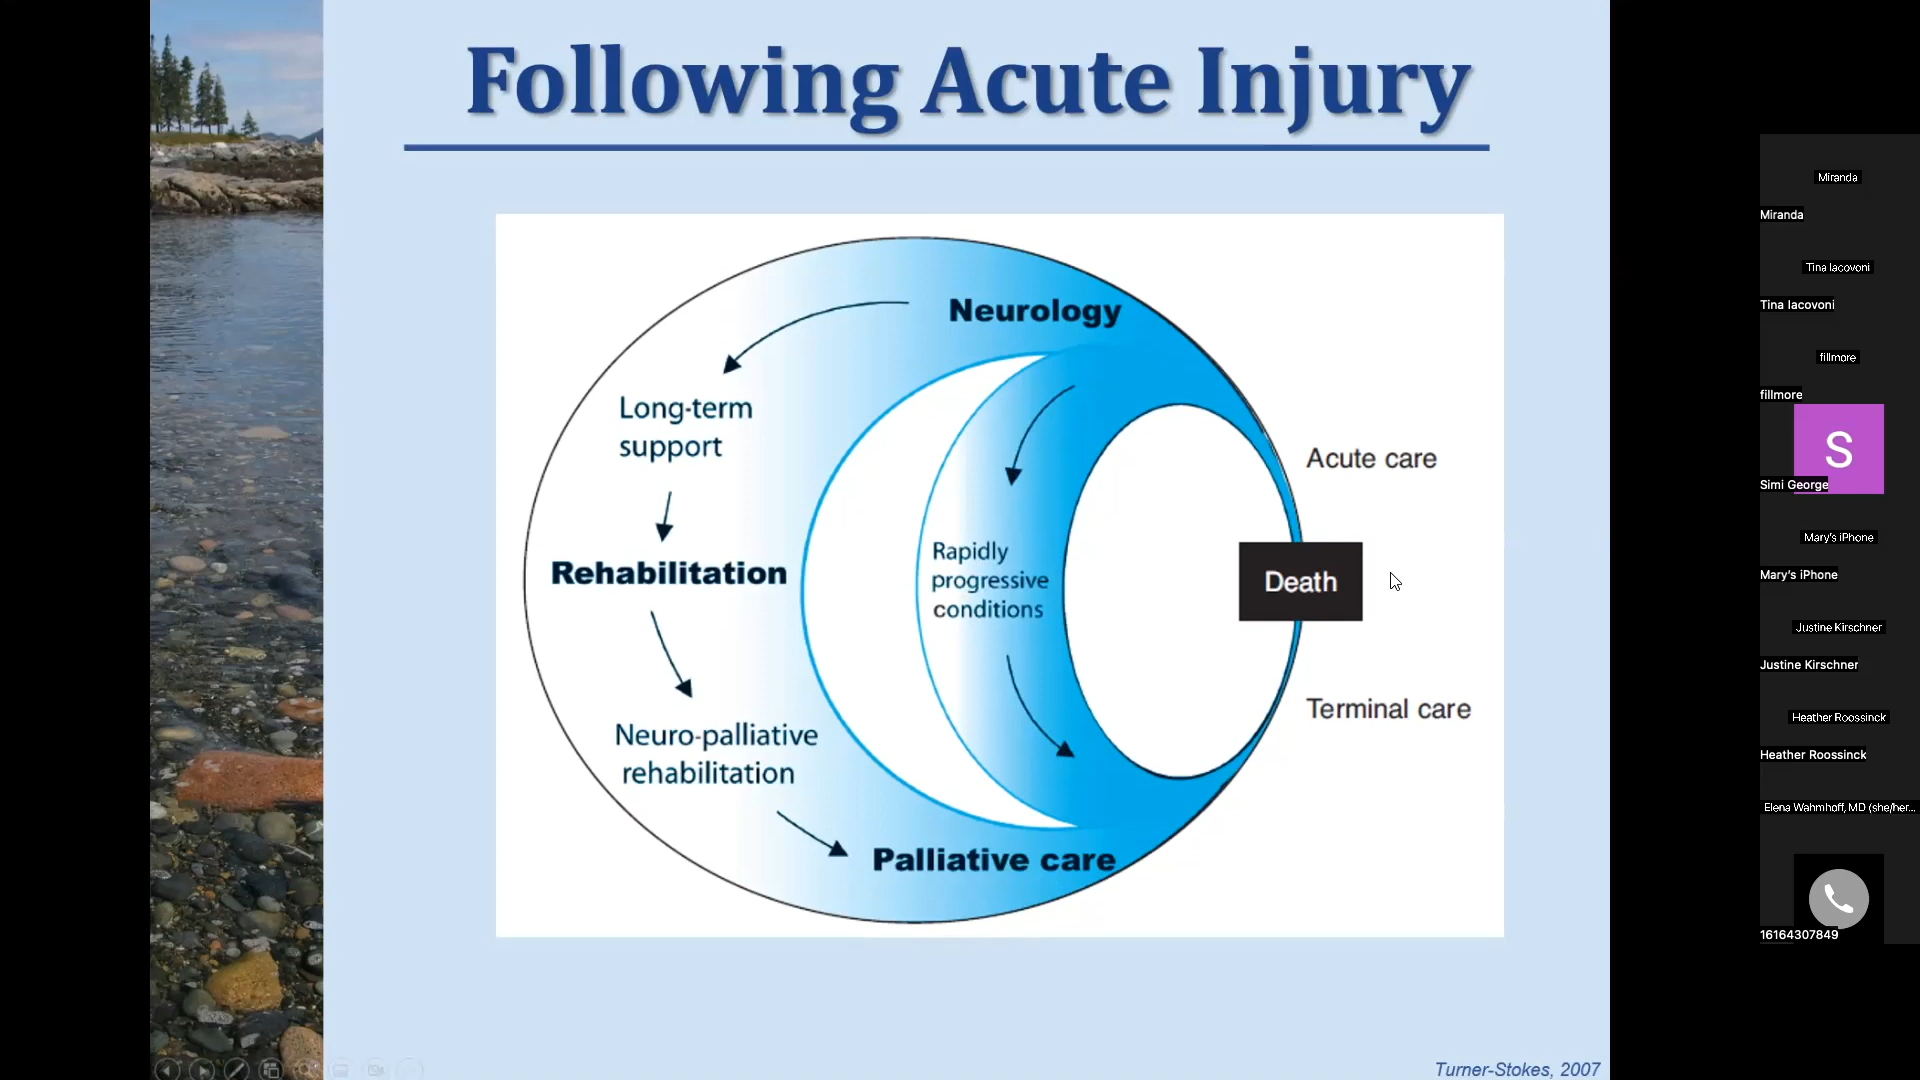 Following Acute Injury
Neurology
Long-term
support
Rehabilitation
Neuro-palliative
rehabilitation
Palliative care
Rapidly
progressive
conditions
Acute care
Death
Terminal care
Turner-Stokes, 2007
Miranda
Miranda
Tina Iacovoni
Tina Iacovoni
fillmore
fillmore
S
Simi George
Mary's iPhone
Mary's iPhone
Justine Kirschner
Justine Kirschner
Heather Roossinck
Heather Roossinck
Elena Wahmhoff, MD (she/her...
16164307849